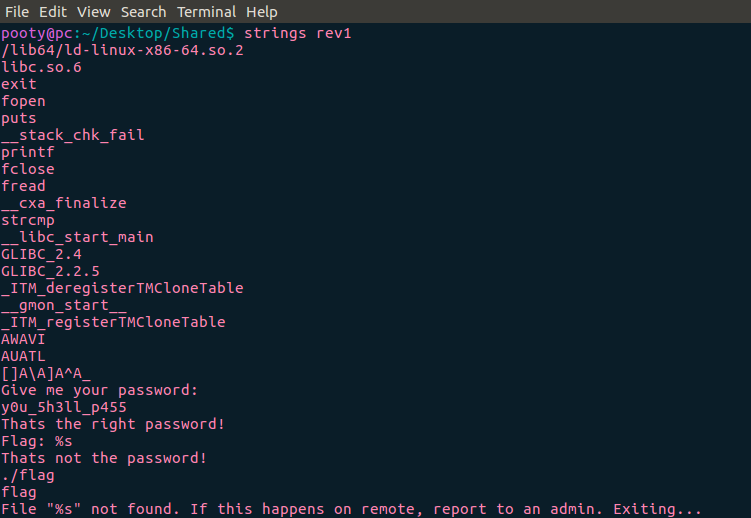 File Edit View Search Terminal Help
pooty@pc:~/Desktop/Shared$ strings rev1
/lib64/ld-linux-x86-64.so.2
libc.so.6
exit
fopen
puts
__stack_chk_fail
printf
fclose
fread
__cxa_finalize
strcmp
__libc_start_main
GLIBC_2.4
GLIBC_2.2.5
_ITM_deregisterTMCloneTable
__gmon_start__
_ITM_registerTMCloneTable
AWAVI
AUATL
[]A\A]A^A_
Give me your password:
y0u_5h3ll_p455
Thats the right password!
Flag: %s
Thats not the password!
./flag
flag
File "%s" not found. If this happens on remote, report to an admin. Exiting...